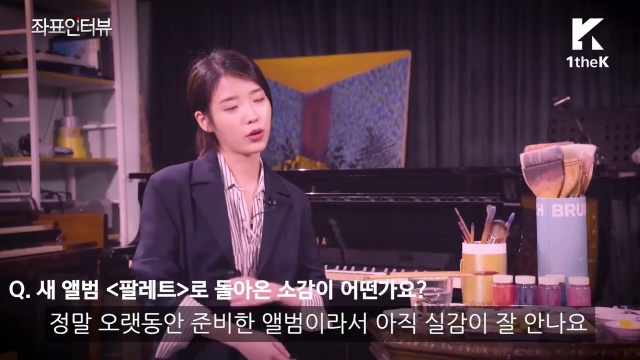 좌표인터뷰
1theK
BRU
Q. 새 앨범 <팔레트>로 돌아온 소감이 어떤가요?
정말 오랫동안 준비한 앨범이라서 아직 실감이 잘 안나요